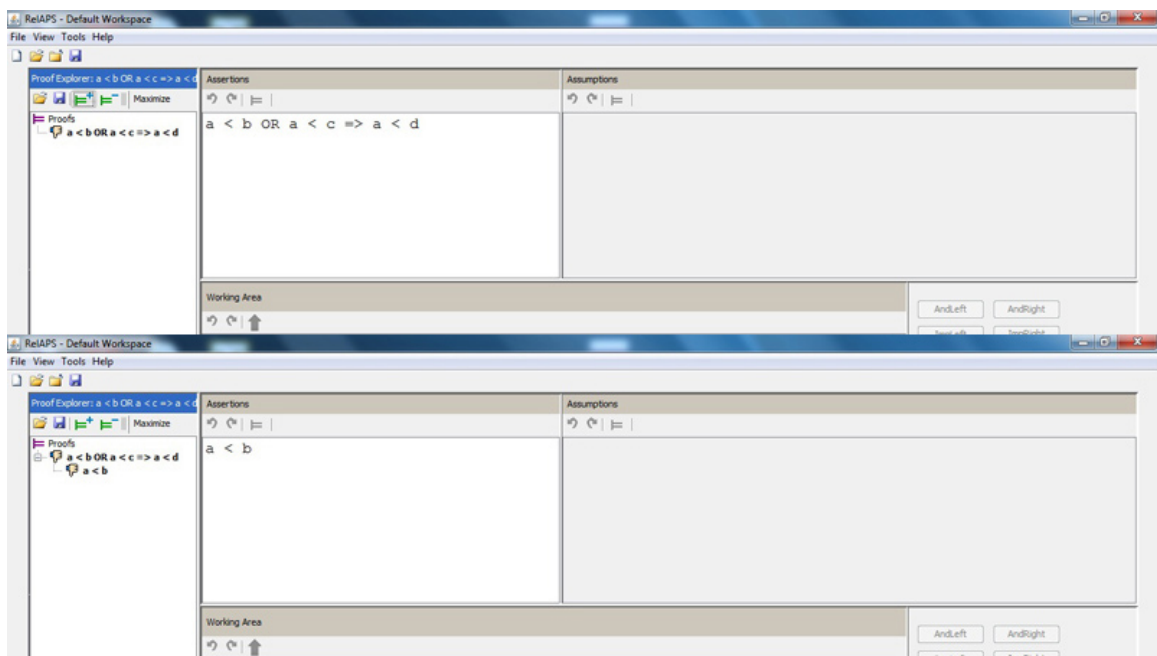 RelAPS - Default Workspace
File View Tools Help
Proof Explorer: a < b OR a < c => a < d
Assertions
Assumptions
Maximize
Proofs
a < b OR a < c => a < d
a < b OR a < c => a < d
Working Area
AndLeft AndRight
RelAPS - Default Workspace
File View Tools Help
Proof Explorer: a < b OR a < c => a < d
Assertions
Assumptions
Maximize
Proofs
a < b OR a < c => a < d
a < b
a < b
Working Area
AndLeft AndRight